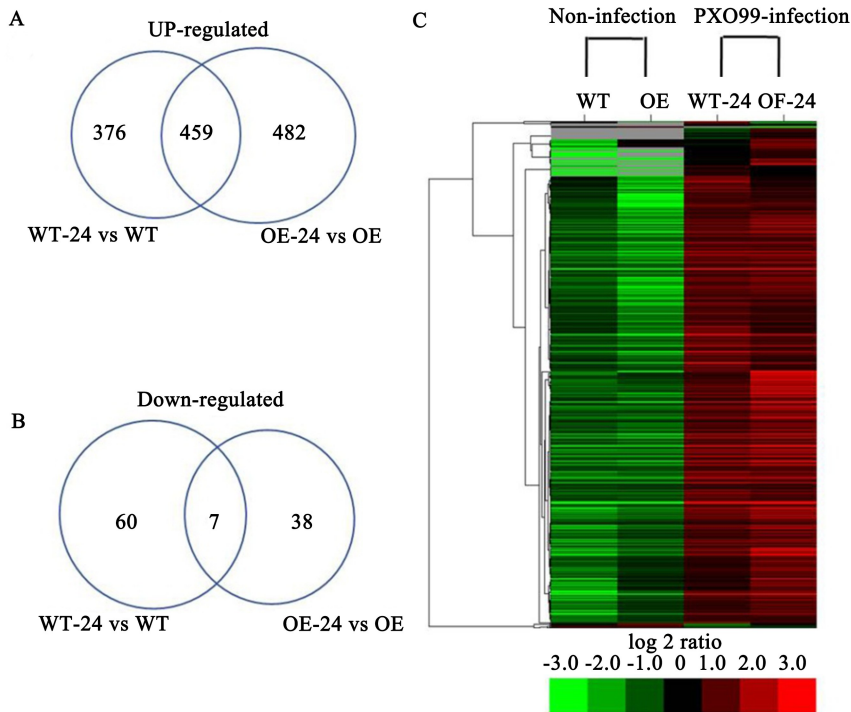 A
UP-regulated
376 459 482
WT-24 vs WT OE-24 vs OE
B
Down-regulated
60 7 38
WT-24 vs WT OE-24 vs OE
C
Non-infection PXO99-infection
WT OE WT-24 OF-24
log 2 ratio
-3.0 -2.0 -1.0 0 1.0 2.0 3.0